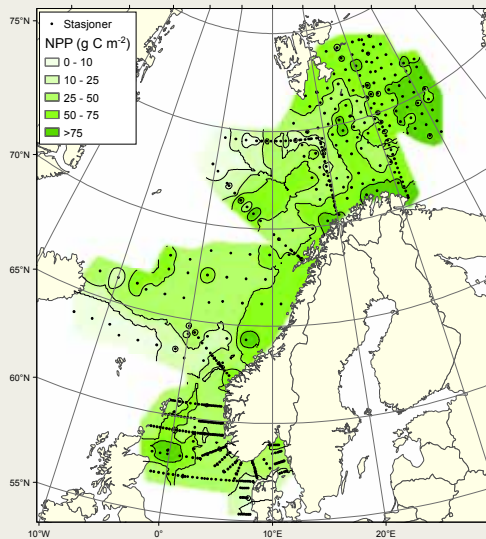 75°N
• Stasjoner
NPP (g C m-2)
0 - 10
10 - 25
25 - 50
50 - 75
>75
70°N
65°N
60°N
55°N
10°W
0°
10°E
20°E